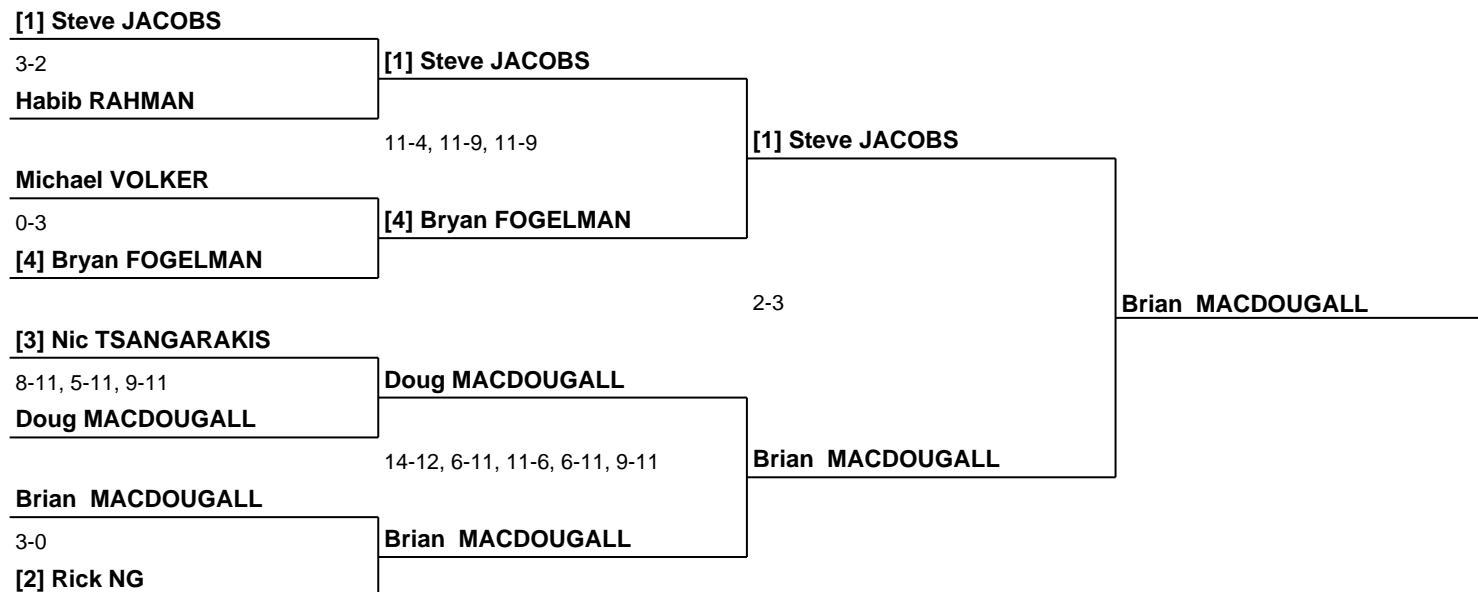 [1] Steve JACOBS
3-2
[1] Steve JACOBS
Habib RAHMAN
11-4, 11-9, 11-9
[1] Steve JACOBS
Michael VOLKER
0-3
[4] Bryan FOGELMAN
[4] Bryan FOGELMAN
2-3
Brian  MACDOUGALL
[3] Nic TSANGARAKIS
8-11, 5-11, 9-11
Doug MACDOUGALL
Doug MACDOUGALL
14-12, 6-11, 11-6, 6-11, 9-11
Brian  MACDOUGALL
Brian  MACDOUGALL
3-0
Brian  MACDOUGALL
[2] Rick NG